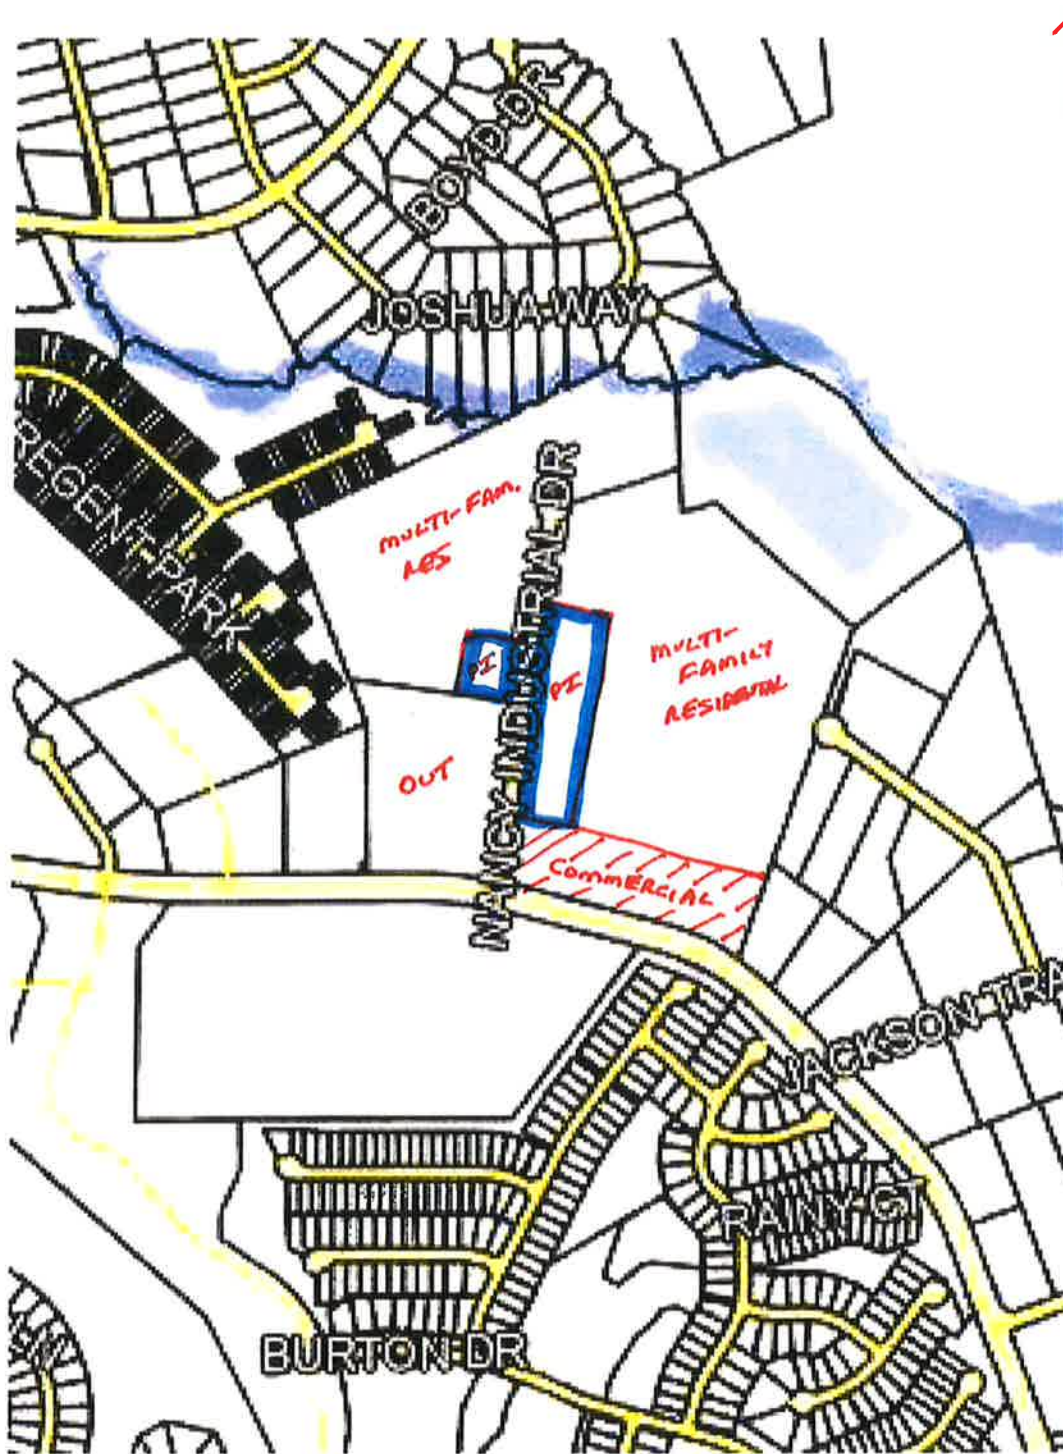 BOYD DR
JOSHUA WAY
REGENT PARK
MULTI-FAM.
RES
NANCY INDUSTRIAL DR
PI
PI
MULTI-
FAMILY
RESIDENTAL
OUT
COMMERCIAL
JACKSON TRA
RAINY CT
BURTON DR